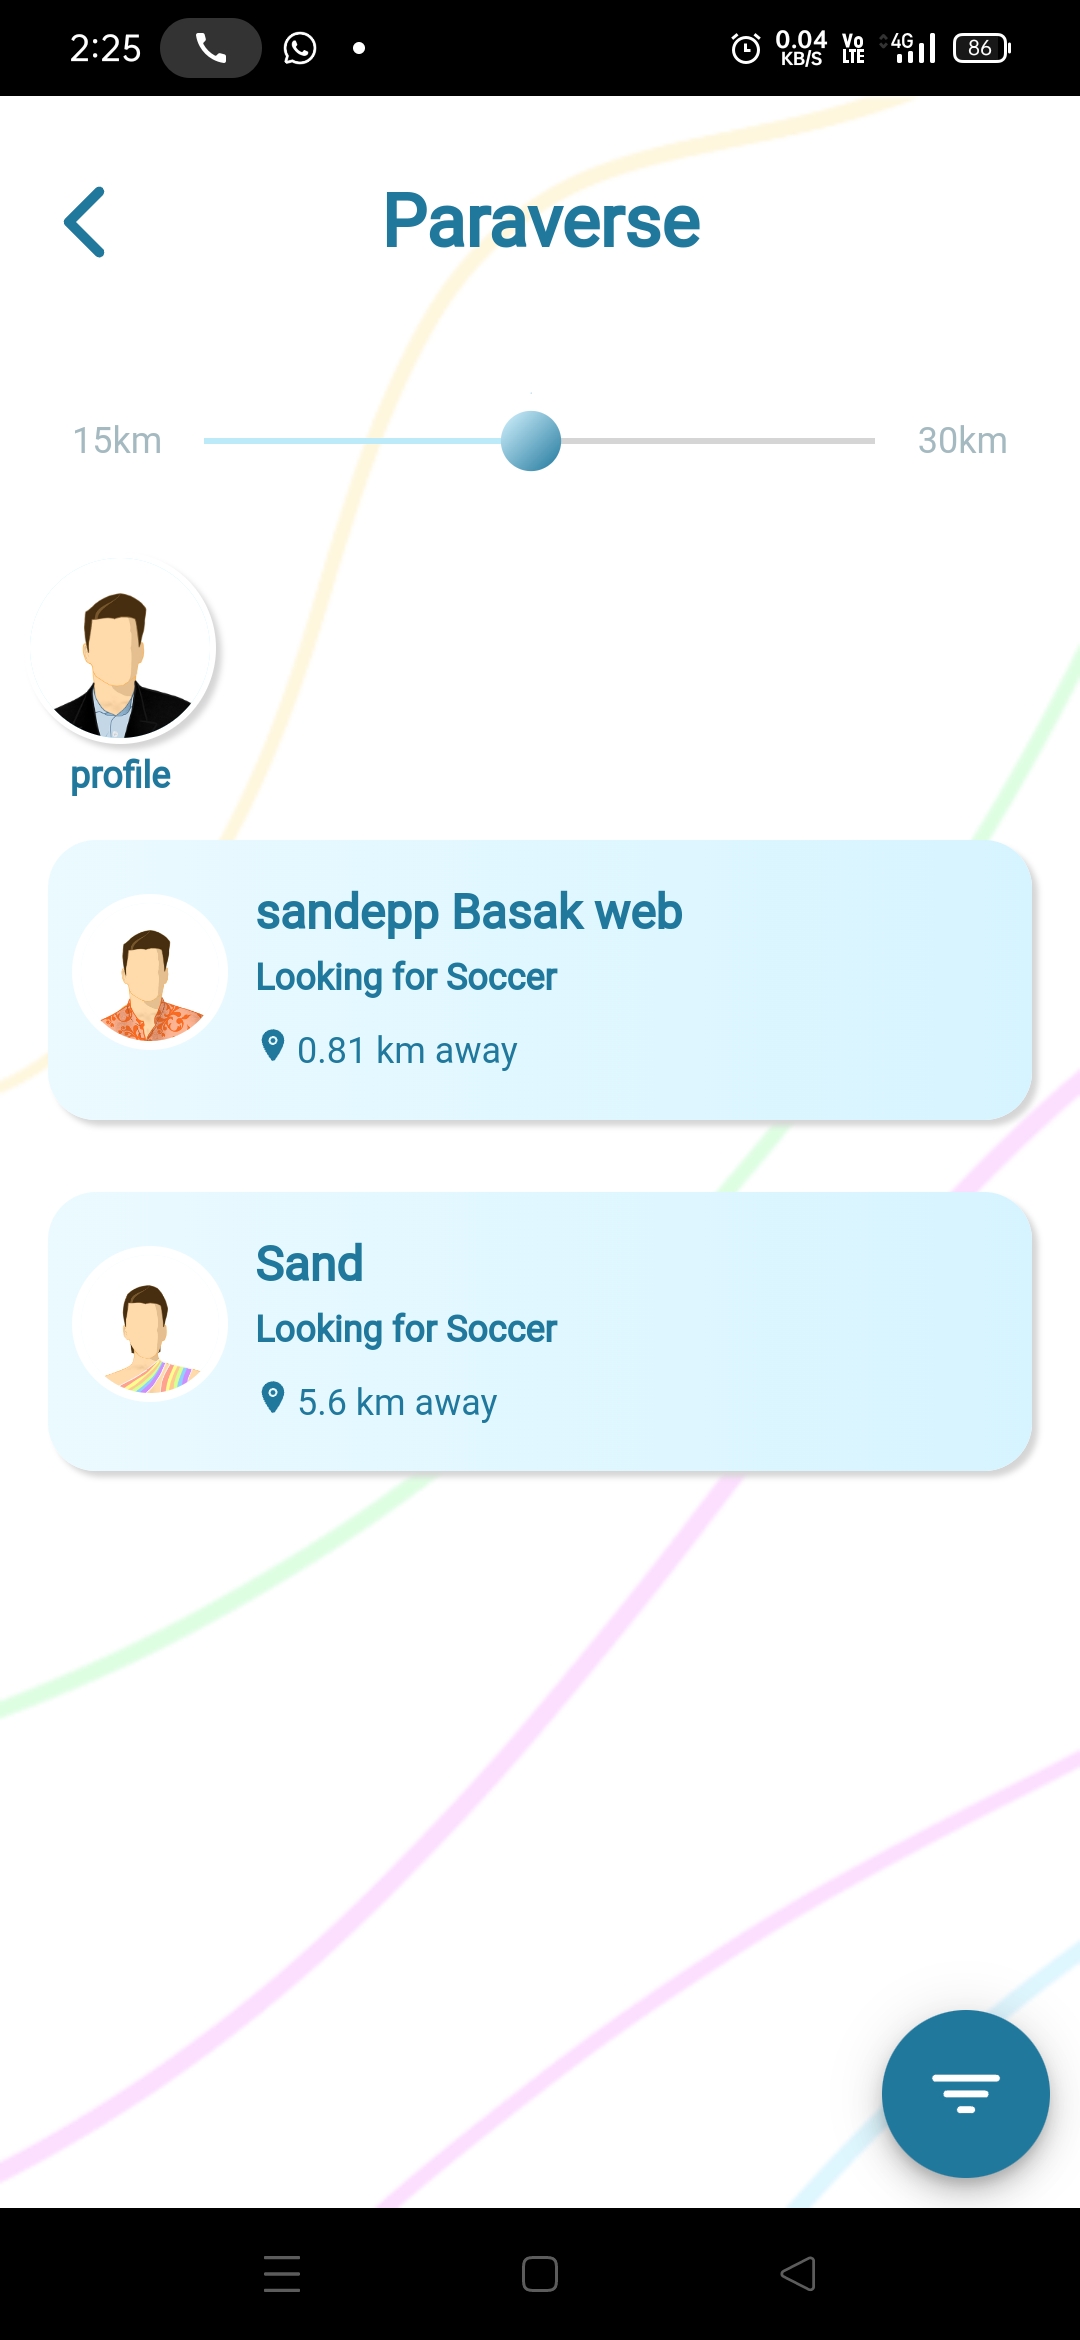 2:25
0.04 KB/S
Vo LTE
4G
86
Paraverse
15km
30km
profile
sandepp Basak web
Looking for Soccer
0.81 km away
Sand
Looking for Soccer
5.6 km away